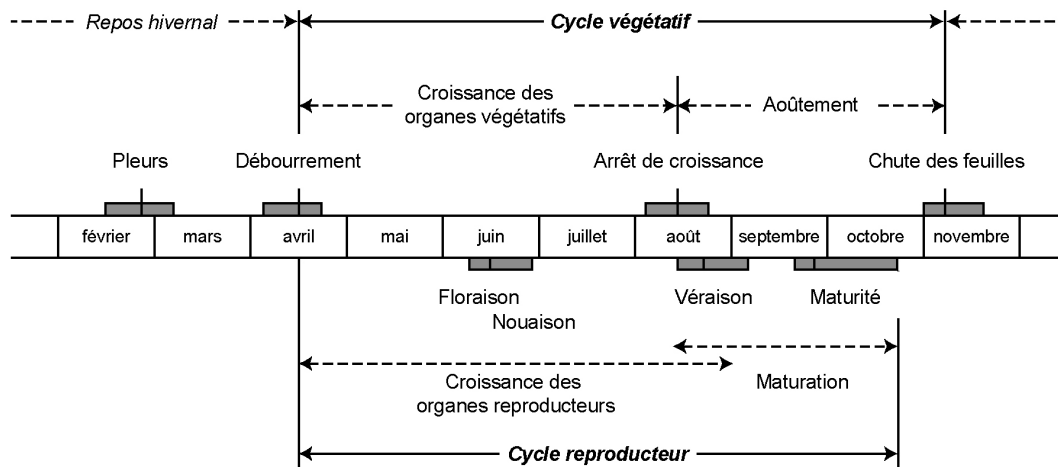 Repos hivernal
Cycle végétatif
Croissance des
organes végétatifs
Aoûtement
Pleurs
Débourrement
Arrêt de croissance
Chute des feuilles
février
mars
avril
mai
juin
juillet
août
septembre
octobre
novembre
Floraison
Nouaison
Véraison
Maturité
Croissance des
organes reproducteurs
Maturation
Cycle reproducteur